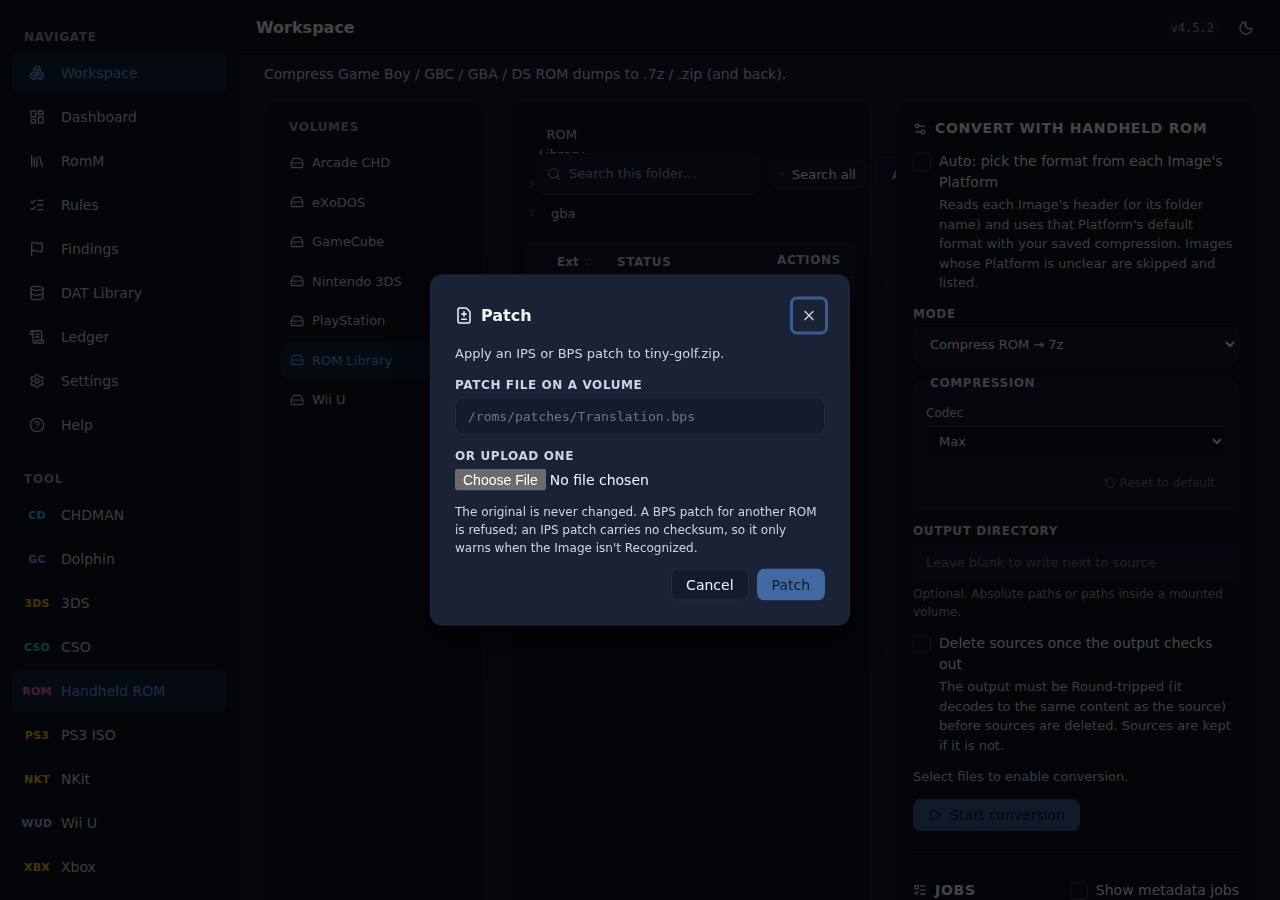 NAVIGATE
Workspace
Dashboard
RomM
Rules
Findings
DAT Library
Ledger
Settings
Help
TOOL
CD CHDMAN
GC Dolphin
3DS 3DS
CSO CSO
ROM Handheld ROM
PS3 PS3 ISO
NKT NKit
WUD Wii U
XBX Xbox
Workspace
v4.5.2
Compress Game Boy / GBC / GBA / DS ROM dumps to .7z / .zip (and back).
VOLUMES
Arcade CHD
eXoDOS
GameCube
Nintendo 3DS
PlayStation
ROM Library
Wii U
ROM
Library
Search this folder…
Search all
gba
Ext
STATUS
ACTIONS
Patch
Apply an IPS or BPS patch to tiny-golf.zip.
PATCH FILE ON A VOLUME
/roms/patches/Translation.bps
OR UPLOAD ONE
Choose File No file chosen
The original is never changed. A BPS patch for another ROM
is refused; an IPS patch carries no checksum, so it only
warns when the Image isn't Recognized.
Cancel
Patch
CONVERT WITH HANDHELD ROM
Auto: pick the format from each Image's
Platform
Reads each Image's header (or its folder
name) and uses that Platform's default
format with your saved compression. Images
whose Platform is unclear are skipped and
listed.
MODE
Compress ROM → 7z
COMPRESSION
Codec
Max
Reset to default
OUTPUT DIRECTORY
Leave blank to write next to source
Optional. Absolute paths or paths inside a mounted
volume.
Delete sources once the output checks
out
The output must be Round-tripped (it
decodes to the same content as the source)
before sources are deleted. Sources are kept
if it is not.
Select files to enable conversion.
Start conversion
JOBS
Show metadata jobs